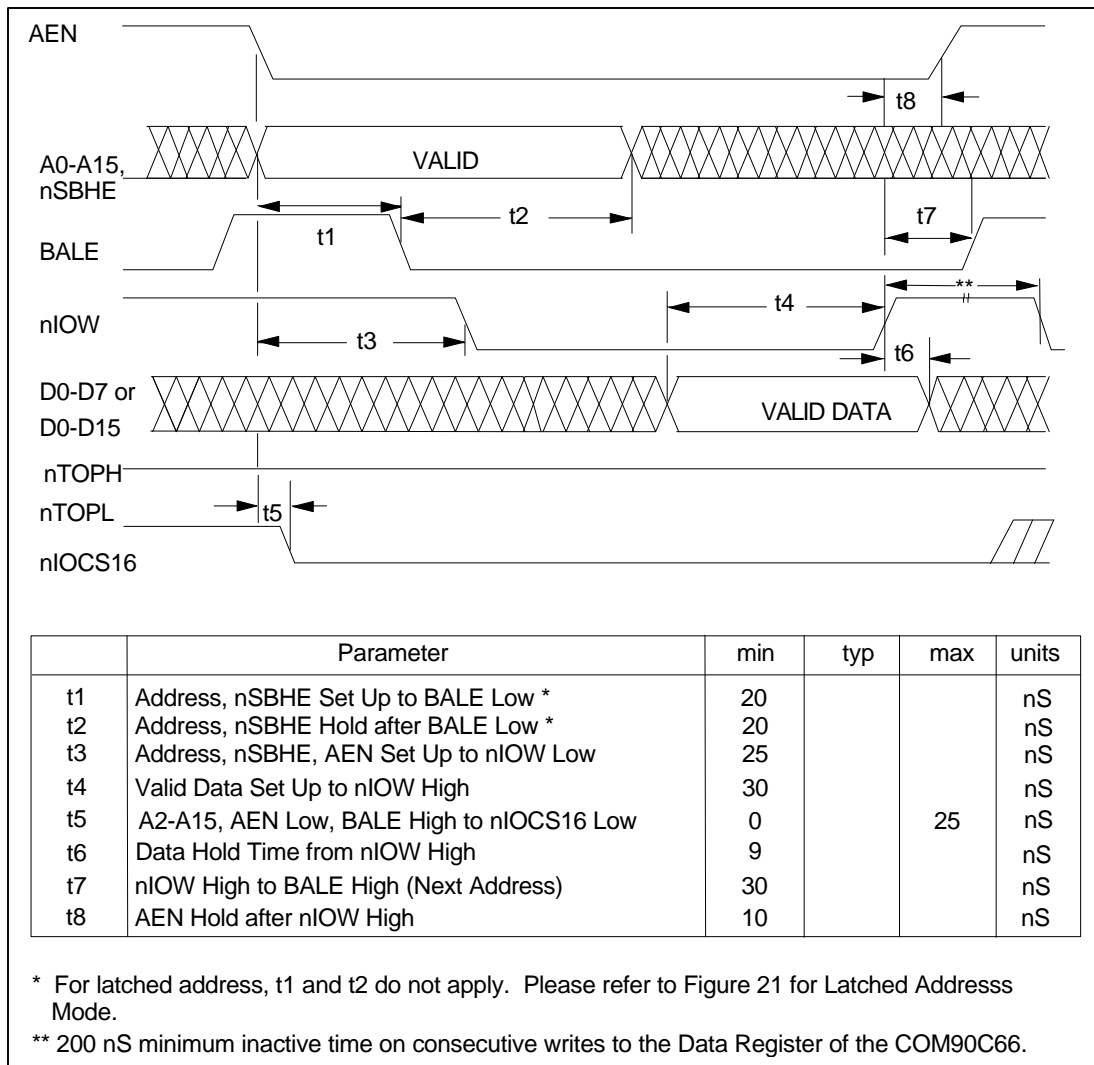 AEN
t8
A0-A15,
nSBHE
VALID
t1
t2
t7
BALE
**
nIOW
t3
t4
t6
D0-D7 or
D0-D15
VALID DATA
nTOPH
nTOPL
t5
nIOCS16
Parameter min typ max units
t1 Address, nSBHE Set Up to BALE Low * 20 nS
t2 Address, nSBHE Hold after BALE Low * 20 nS
t3 Address, nSBHE, AEN Set Up to nIOW Low 25 nS
t4 Valid Data Set Up to nIOW High 30 nS
t5 A2-A15, AEN Low, BALE High to nIOCS16 Low 0 25 nS
t6 Data Hold Time from nIOW High 9 nS
t7 nIOW High to BALE High (Next Address) 30 nS
t8 AEN Hold after nIOW High 10 nS
* For latched address, t1 and t2 do not apply. Please refer to Figure 21 for Latched Addresss
Mode.
** 200 nS minimum inactive time on consecutive writes to the Data Register of the COM90C66.